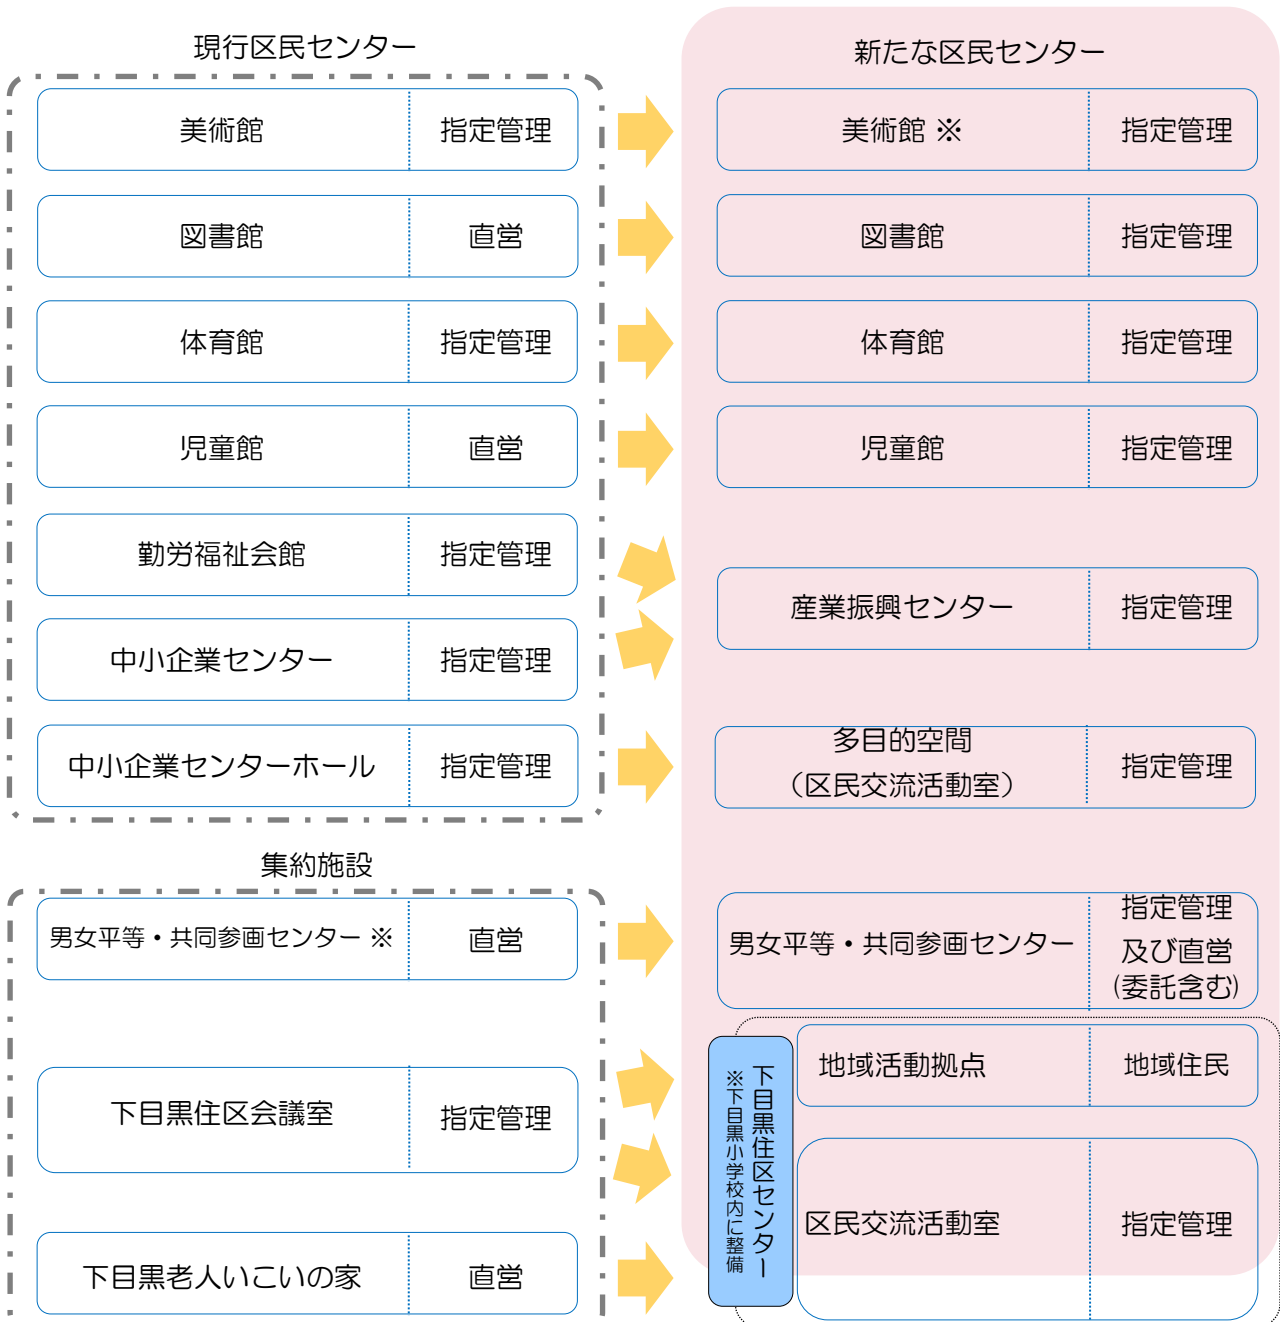 現行区民センター
美術館 指定管理
図書館 直営
体育館 指定管理
児童館 直営
勤労福祉会館 指定管理
中小企業センター 指定管理
中小企業センターホール 指定管理
集約施設
男女平等・共同参画センター ※ 直営
下目黒住区会議室 指定管理
下目黒老人いこいの家 直営
新たな区民センター
美術館 ※ 指定管理
図書館 指定管理
体育館 指定管理
児童館 指定管理
産業振興センター 指定管理
多目的空間
（区民交流活動室）
指定管理
男女平等・共同参画センター
指定管理
及び直営
(委託含む)
下目黒住区センター
※下目黒小学校内に整備
地域活動拠点 地域住民
区民交流活動室 指定管理